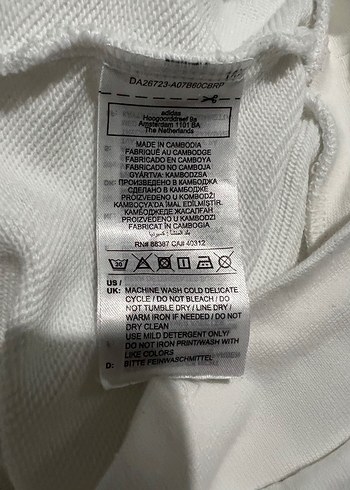 DA26723-A07B60CBRP
adidas
Hoogoorddreef 9a
Amsterdam 1101 BA
The Netherlands
MADE IN CAMBODIA
FABRIQUÉ AU CAMBODGE
FABRICADO EN CAMBOYA
FABRICADO NO CAMBOJA
GYÁRTVA: KAMBODZSA
ПРОИЗВЕДЕНО В КАМБОДЖА
СДЕЛАНО В КАМБОДЖЕ
PROIZVEDENO U KOMBODŽI
KAMBOÇYA'DA İMAL EDİLMİŞTİR.
КАМБОДЖЕДЕ ЖАСАЛҒАН
PROIZVEDENO U KOMBODŽI
FABRICAT ÎN CAMBOGIA
RN# 88387 CA# 40312
30
US /
UK: MACHINE WASH COLD DELICATE
CYCLE / DO NOT BLEACH / DO
NOT TUMBLE DRY / LINE DRY /
WARM IRON IF NEEDED / DO NOT
DRY CLEAN
USE MILD DETERGENT ONLY/
DO NOT IRON PRINT/WASH WITH
LIKE COLORS
D: BITTE FEINWASCHMITTEL